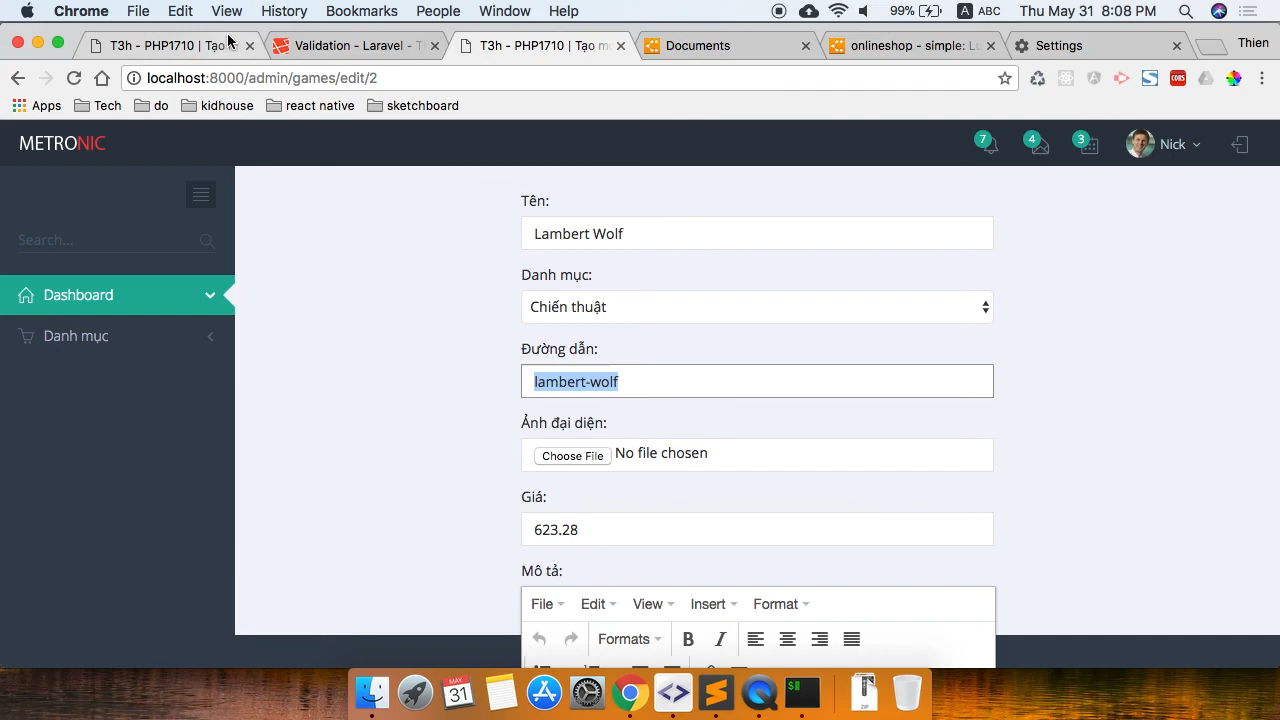 Chrome File Edit View History Bookmarks People Window Help 99% A ABC Thu May 31 8:08 PM
T3h - PHP1710 | Tạo Validation - Laravel - T T3h - PHP1710 | Tạo m Documents onlineshop - simple: L Settings Thien
localhost:8000/admin/games/edit/2 CORS
Apps Tech do kidhouse react native sketchboard
METRONIC 7 4 3 Nick
Search...
Dashboard
Danh mục
Tên:
Lambert Wolf
Danh mục:
Chiến thuật
Đường dẫn:
lambert-wolf
Ảnh đại diện:
Choose File No file chosen
Giá:
623.28
Mô tả:
File Edit View Insert Format
Formats B I
MAY
31
ZIP